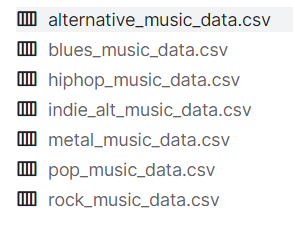 alternative_music_data.csv
blues_music_data.csv
hiphop_music_data.csv
indie_alt_music_data.csv
metal_music_data.csv
pop_music_data.csv
rock_music_data.csv